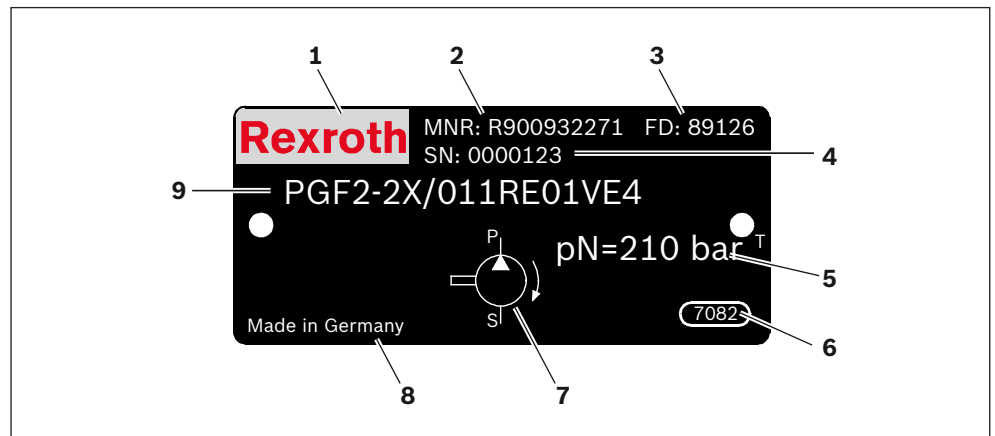 1 2 3
Rexroth MNR: R900932271 FD: 89126
SN: 0000123 4
9 PGF2-2X/011RE01VE4
P pN=210 bar T
5
S 7082
6
Made in Germany
8 7